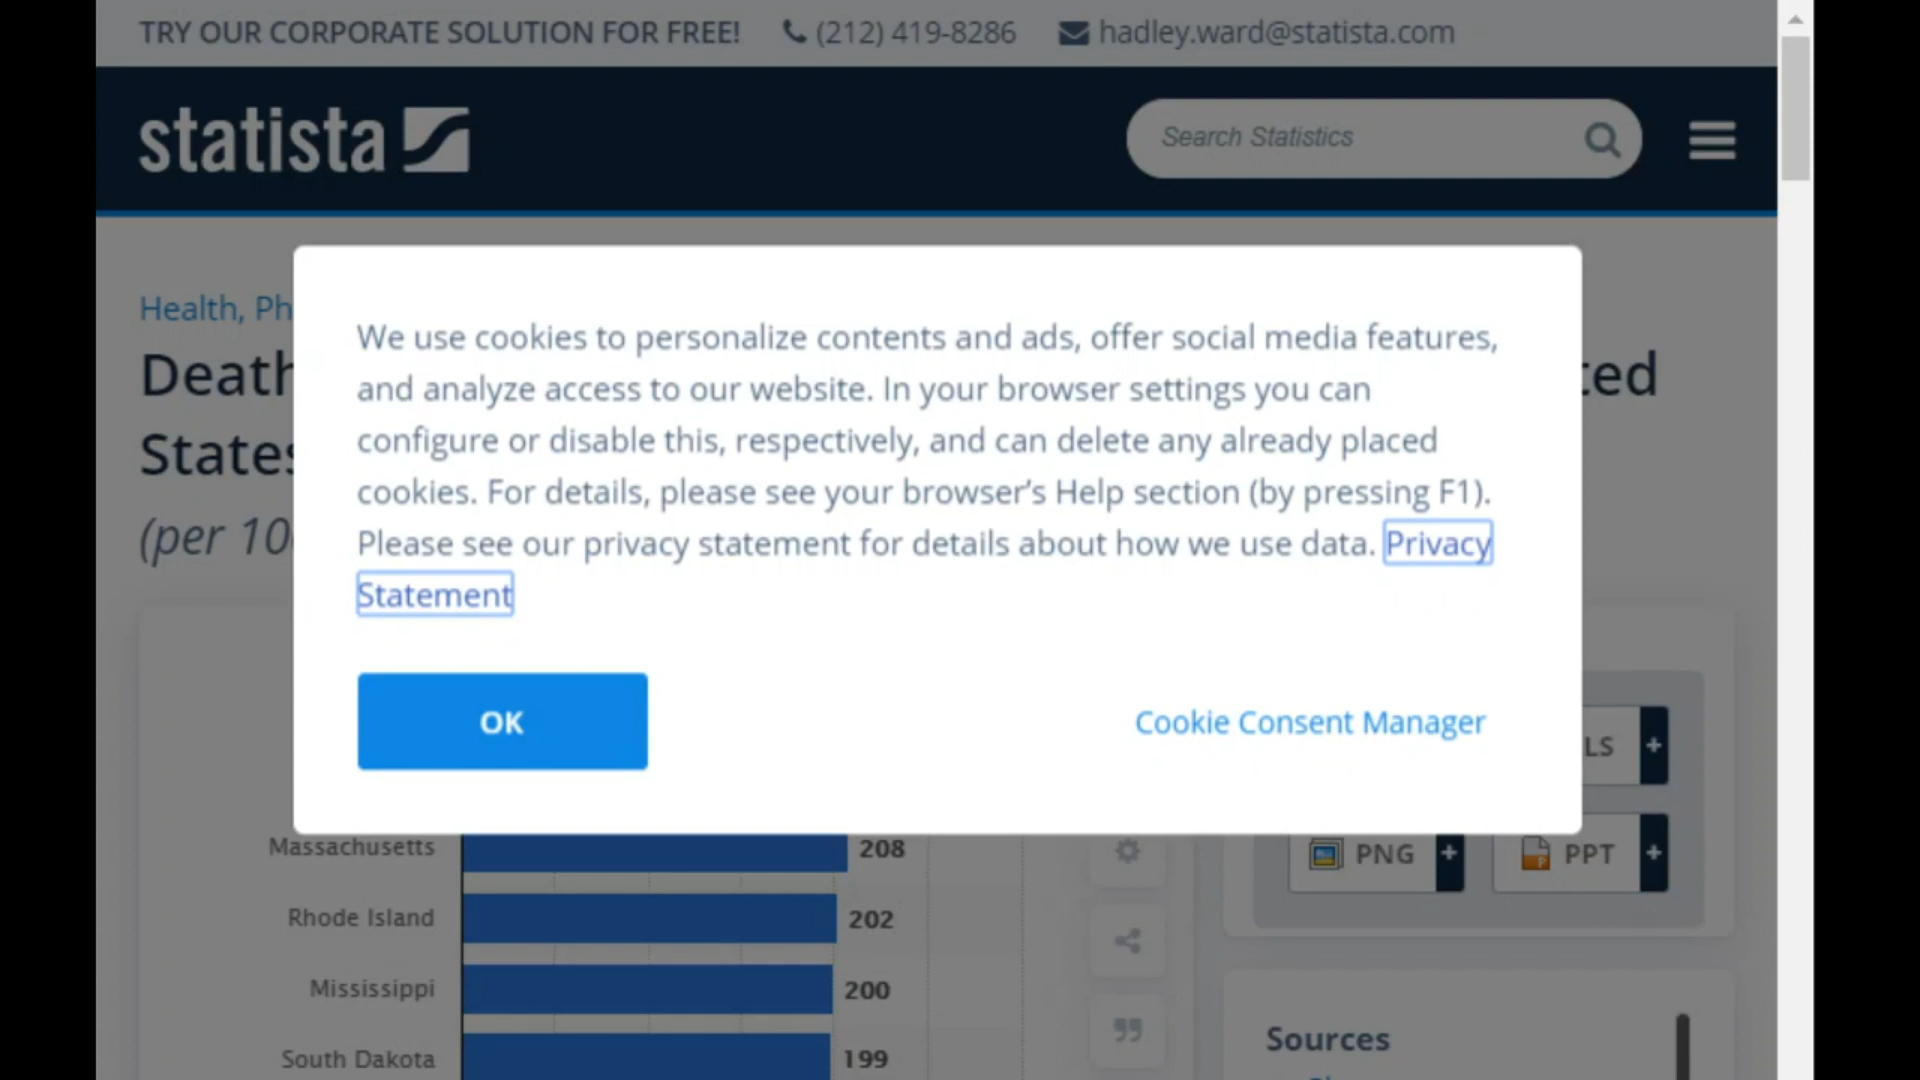 TRY OUR CORPORATE SOLUTION FOR FREE! (212) 419-8286 hadley.ward@statista.com
statista Search Statistics
Health, Ph
Death ted
States
(per 10
We use cookies to personalize contents and ads, offer social media features,
and analyze access to our website. In your browser settings you can
configure or disable this, respectively, and can delete any already placed
cookies. For details, please see your browser’s Help section (by pressing F1).
Please see our privacy statement for details about how we use data. Privacy
Statement
OK Cookie Consent Manager
LS +
Massachusetts 208
PNG + PPT +
Rhode Island 202
Mississippi 200
Sources
South Dakota 199